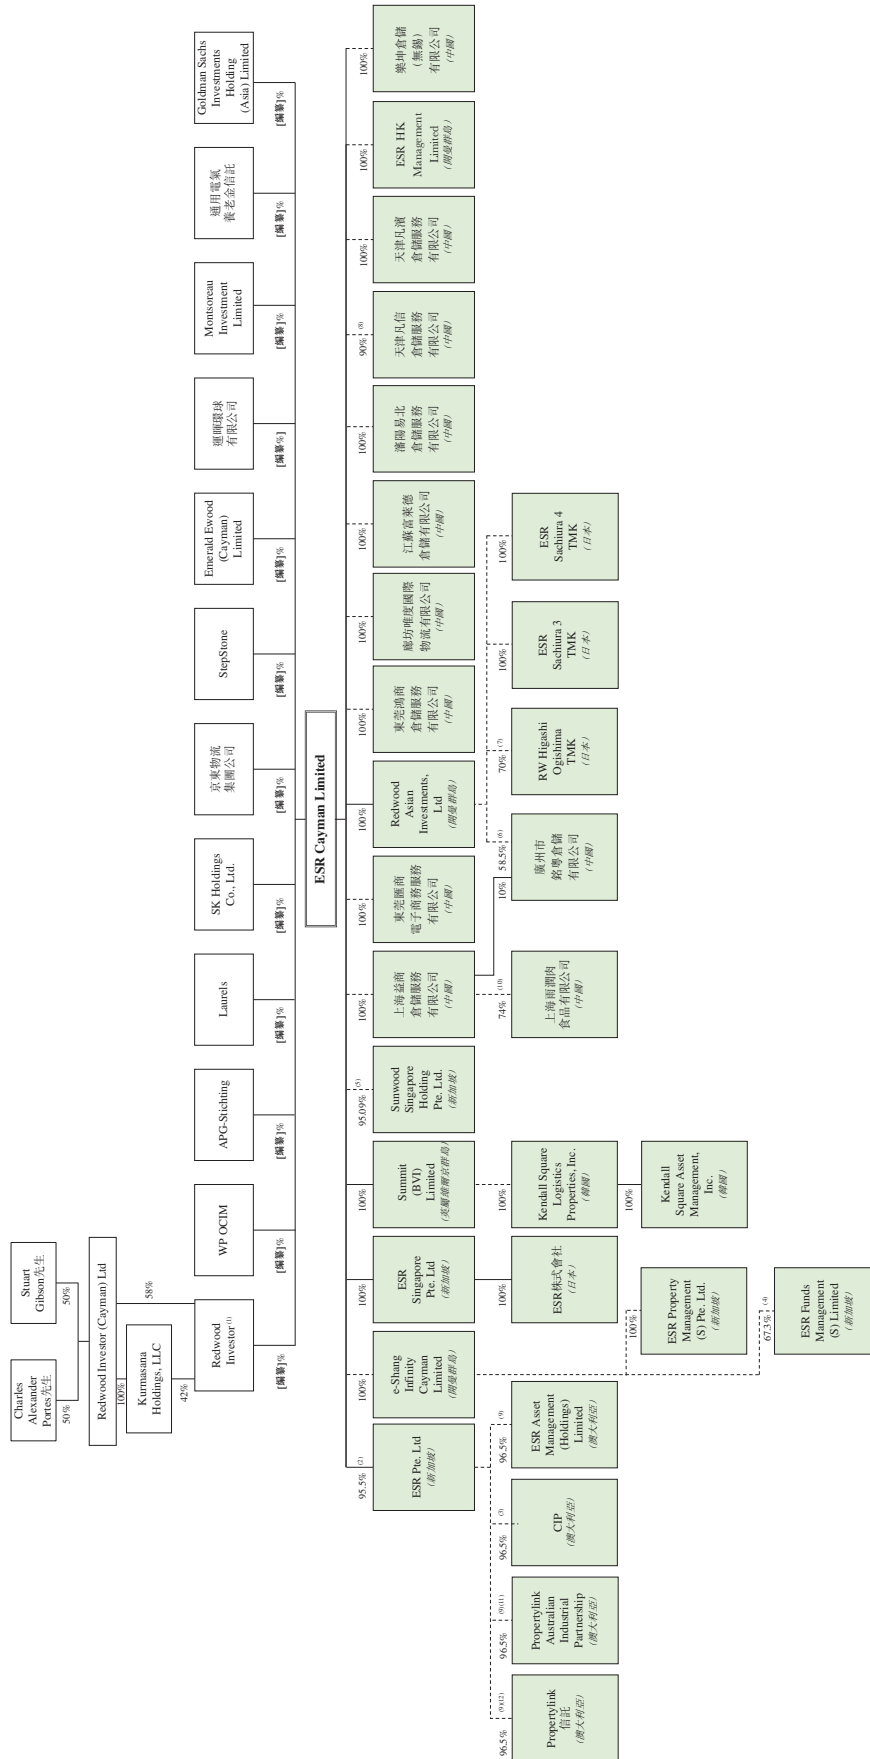 Charles
Alexander
Portes先生
Stuart
Gibson先生
50%
50%
Redwood Investor (Cayman) Ltd
100%
58%
Kurmasana
Holdings, LLC
42%
Redwood
Investor (1)
WP OCIM
APG-Stichting
Laurels
SK Holdings
Co., Ltd.
京東物流
集團公司
StepStone
Emerald Ewood
(Cayman)
Limited
運暉環球
有限公司
Montsoreau
Investment
Limited
通用電氣
養老金信託
Goldman Sachs
Investments
Holding
(Asia) Limited
[編纂]%
[編纂]%
[編纂]%
[編纂]%
[編纂]%
[編纂]%
[編纂]%
[編纂]%
[編纂%]
[編纂]%
[編纂]%
[編纂]%
ESR Cayman Limited
95.5% (2)
ESR Pte. Ltd
(新加坡)
100%
e-Shang
Infinity
Cayman
Limited
(開曼群島)
100%
ESR
Singapore
Pte. Ltd
(新加坡)
100%
Summit
(BVI)
Limited
(英屬維爾京群島)
95.09% (5)
Sunwood
Singapore
Holding
Pte. Ltd.
(新加坡)
100%
上海益商
倉儲服務
有限公司
(中國)
100%
東莞匯商
電子商務服務
有限公司
(中國)
100%
Redwood
Asian
Investments,
Ltd
(開曼群島)
100%
東莞鴻商
倉儲服務
有限公司
(中國)
100%
廊坊唯度國際
物流有限公司
(中國)
100%
江蘇富萊德
倉儲有限公司
(中國)
100%
瀋陽易北
倉儲服務
有限公司
(中國)
90% (8)
天津凡信
倉儲服務
有限公司
(中國)
100%
天津凡濱
倉儲服務
有限公司
(中國)
100%
ESR HK
Management
Limited
(開曼群島)
100%
樂坤倉儲
(無錫)
有限公司
(中國)
96.5% (9)(12)
Propertylink
信託
(澳大利亞)
96.5% (9)(11)
Propertylink
Australian
Industrial
Partnership
(澳大利亞)
96.5% (3)
CIP
(澳大利亞)
96.5% (9)
ESR Asset
Management
(Holdings)
Limited
(澳大利亞)
100%
ESR株式會社
(日本)
100%
Kendall Square
Logistics
Properties, Inc.
(韓國)
74% (10)
上海雨潤肉
食品有限公司
(中國)
10%
58.5% (6)
廣州市
銘粵倉儲
有限公司
(中國)
70% (7)
RW Higashi
Ogishima
TMK
(日本)
100%
ESR
Sachiura 3
TMK
(日本)
100%
ESR
Sachiura 4
TMK
(日本)
100%
ESR Property
Management
(S) Pte. Ltd.
(新加坡)
100%
Kendall
Square Asset
Management,
Inc.
(韓國)
67.3% (4)
ESR Funds
Management
(S) Limited
(新加坡)